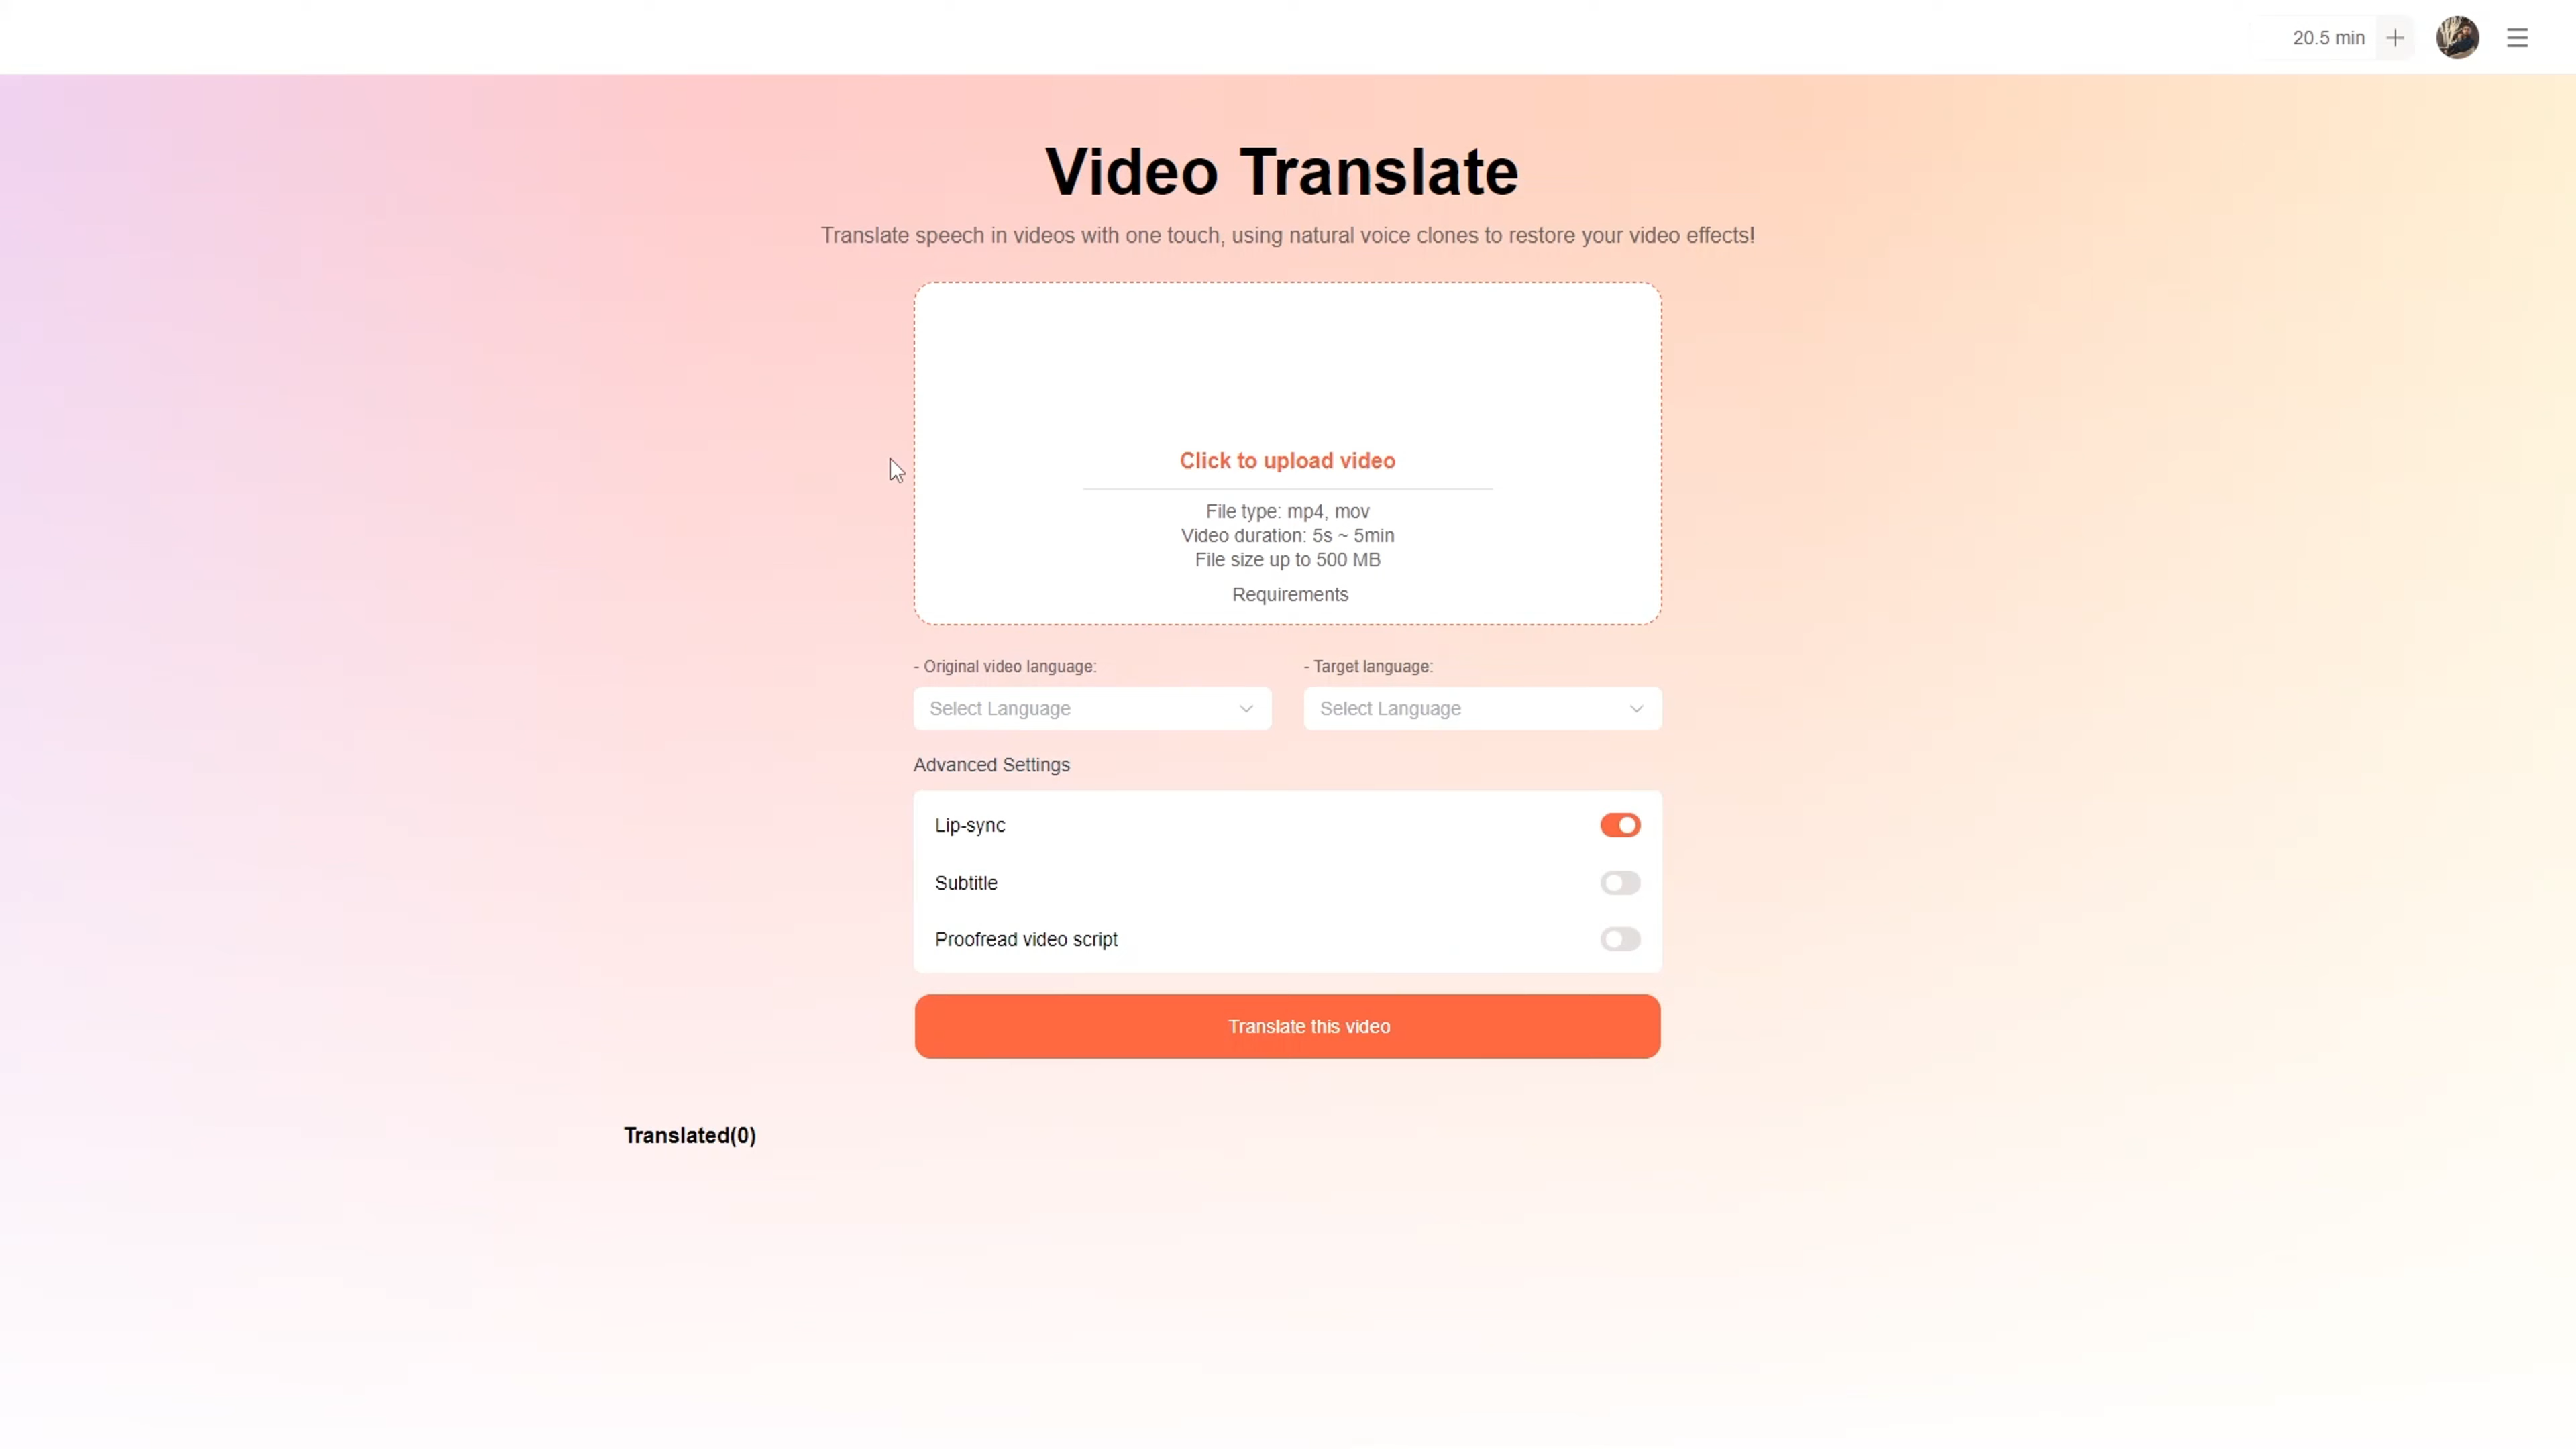 20.5 min
Video Translate
Translate speech in videos with one touch, using natural voice clones to restore your video effects!
Click to upload video
File type: mp4, mov
Video duration: 5s ~ 5min
File size up to 500 MB
Requirements
- Original video language:
- Target language:
Select Language
Select Language
Advanced Settings
Lip-sync
Subtitle
Proofread video script
Translate this video
Translated(0)